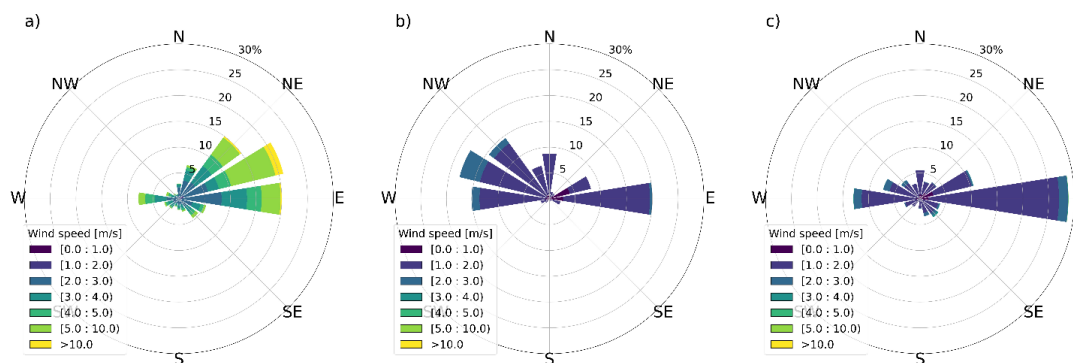 a)
N
30%
NW
NE
25
20
15
10
5
W
E
Wind speed [m/s]
[0.0 : 1.0)
[1.0 : 2.0)
[2.0 : 3.0)
[3.0 : 4.0)
[4.0 : 5.0)
[5.0 : 10.0)
>10.0
SW
SE
S
b)
N
30%
NW
NE
25
20
15
10
5
W
E
Wind speed [m/s]
[0.0 : 1.0)
[1.0 : 2.0)
[2.0 : 3.0)
[3.0 : 4.0)
[4.0 : 5.0)
[5.0 : 10.0)
>10.0
SW
SE
S
c)
N
30%
NW
NE
25
20
15
10
5
W
E
Wind speed [m/s]
[0.0 : 1.0)
[1.0 : 2.0)
[2.0 : 3.0)
[3.0 : 4.0)
[4.0 : 5.0)
[5.0 : 10.0)
>10.0
SW
SE
S